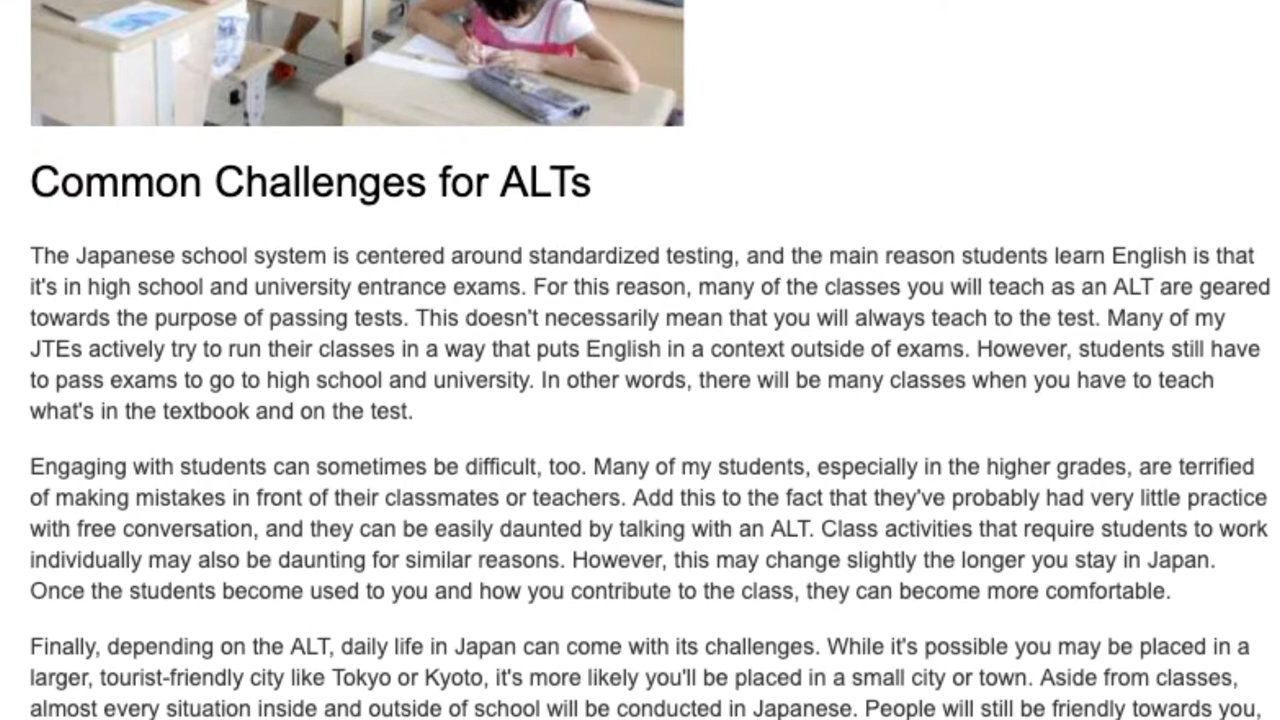 Common Challenges for ALTs
The Japanese school system is centered around standardized testing, and the main reason students learn English is that
it's in high school and university entrance exams. For this reason, many of the classes you will teach as an ALT are geared
towards the purpose of passing tests. This doesn't necessarily mean that you will always teach to the test. Many of my
JTEs actively try to run their classes in a way that puts English in a context outside of exams. However, students still have
to pass exams to go to high school and university. In other words, there will be many classes when you have to teach
what's in the textbook and on the test.
Engaging with students can sometimes be difficult, too. Many of my students, especially in the higher grades, are terrified
of making mistakes in front of their classmates or teachers. Add this to the fact that they've probably had very little practice
with free conversation, and they can be easily daunted by talking with an ALT. Class activities that require students to work
individually may also be daunting for similar reasons. However, this may change slightly the longer you stay in Japan.
Once the students become used to you and how you contribute to the class, they can become more comfortable.
Finally, depending on the ALT, daily life in Japan can come with its challenges. While it's possible you may be placed in a
larger, tourist-friendly city like Tokyo or Kyoto, it's more likely you'll be placed in a small city or town. Aside from classes,
almost every situation inside and outside of school will be conducted in Japanese. People will still be friendly towards you,